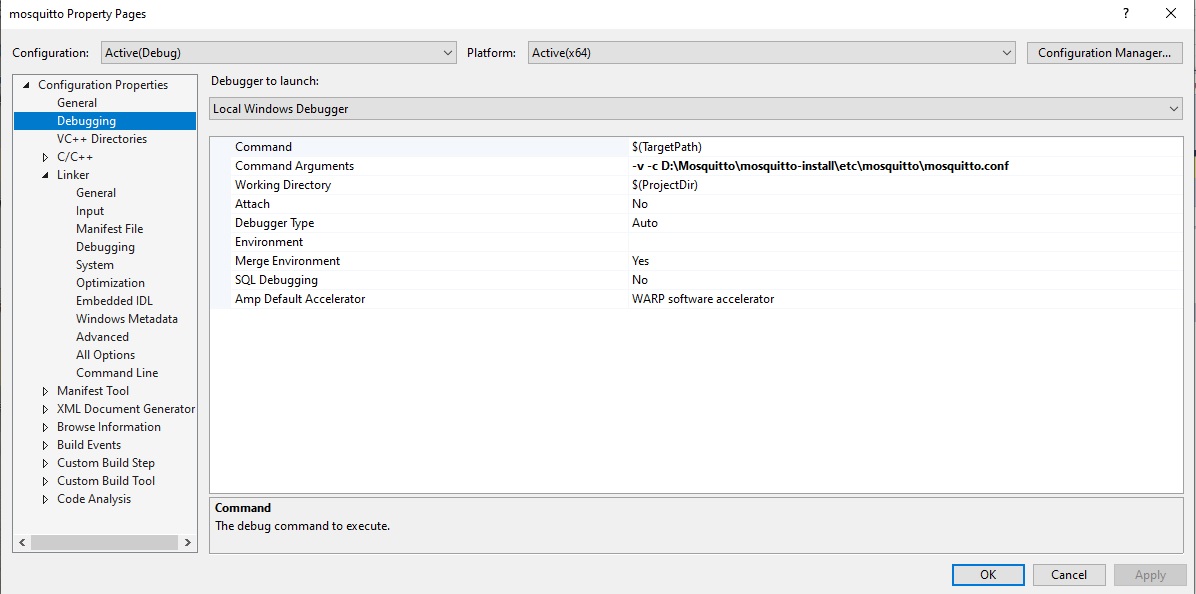 mosquitto Property Pages
?
Configuration: Active(Debug) Platform: Active(x64) Configuration Manager...
Configuration Properties
General
Debugging
VC++ Directories
C/C++
Linker
General
Input
Manifest File
Debugging
System
Optimization
Embedded IDL
Windows Metadata
Advanced
All Options
Command Line
Manifest Tool
XML Document Generator
Browse Information
Build Events
Custom Build Step
Custom Build Tool
Code Analysis
Debugger to launch:
Local Windows Debugger
Command $(TargetPath)
Command Arguments -v -c D:\Mosquitto\mosquitto-install\etc\mosquitto\mosquitto.conf
Working Directory $(ProjectDir)
Attach No
Debugger Type Auto
Environment
Merge Environment Yes
SQL Debugging No
Amp Default Accelerator WARP software accelerator
Command
The debug command to execute.
OK Cancel Apply